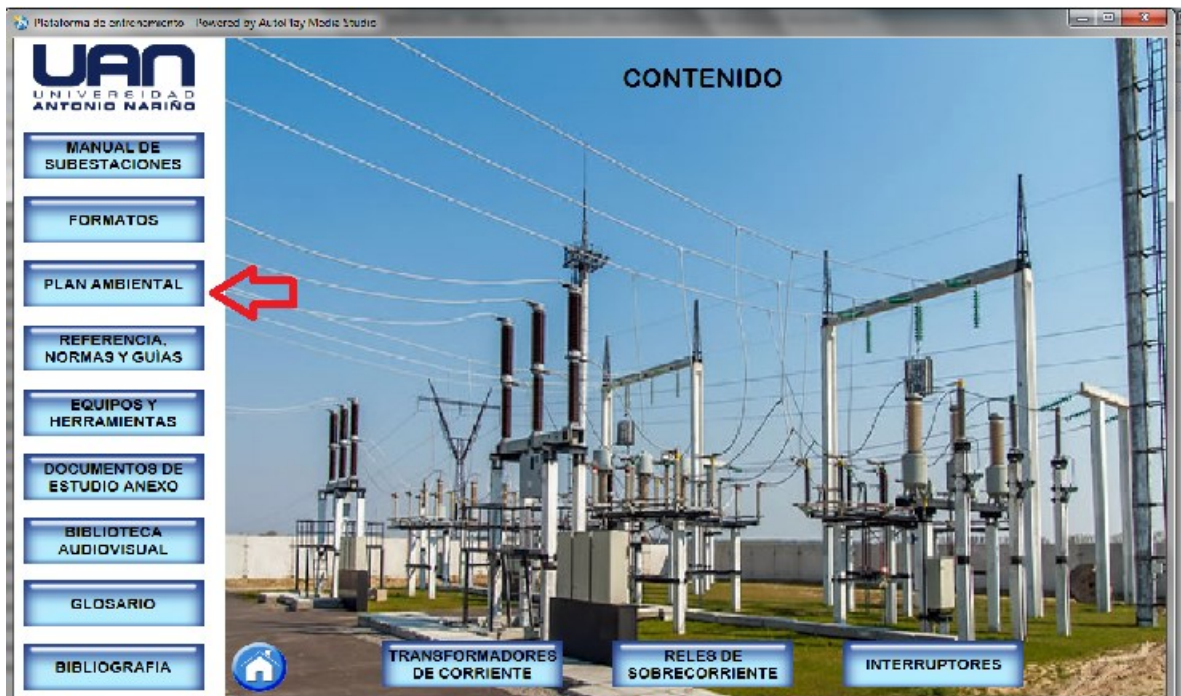 Plataforma de entrenamiento - Powered by AutoPlay Media Studio
UAN
UNIVERSIDAD
ANTONIO NARIÑO
CONTENIDO
MANUAL DE
SUBESTACIONES
FORMATOS
PLAN AMBIENTAL
REFERENCIA,
NORMAS Y GUÌAS
EQUIPOS Y
HERRAMIENTAS
DOCUMENTOS DE
ESTUDIO ANEXO
BIBLIOTECA
AUDIOVISUAL
GLOSARIO
BIBLIOGRAFIA
TRANSFORMADORES
DE CORRIENTE
RELES DE
SOBRECORRIENTE
INTERRUPTORES